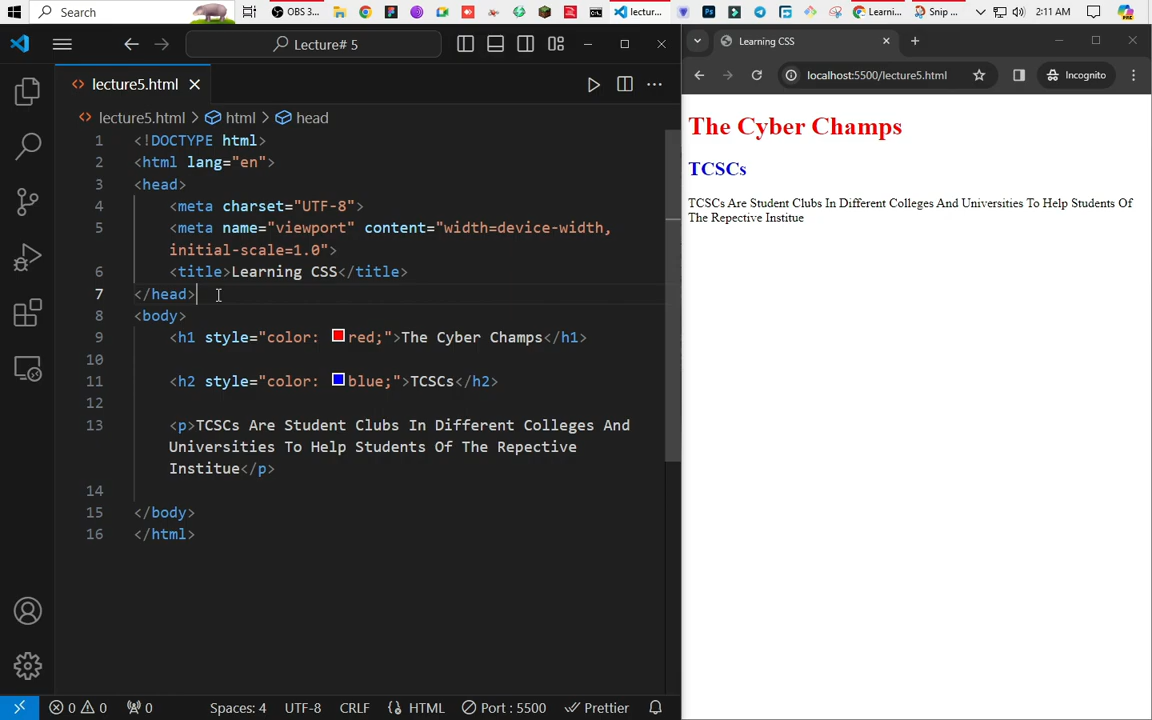 Search
OBS 3...
lectur...
Learni...
Snip ...
2:11 AM
Lecture# 5
lecture5.html
lecture5.html > html > head
1 <!DOCTYPE html>
2 <html lang="en">
3 <head>
4 <meta charset="UTF-8">
5 <meta name="viewport" content="width=device-width,
initial-scale=1.0">
6 <title>Learning CSS</title>
7 </head>
8 <body>
9 <h1 style="color: red;">The Cyber Champs</h1>
10
11 <h2 style="color: blue;">TCSCs</h2>
12
13 <p>TCSCs Are Student Clubs In Different Colleges And
Universities To Help Students Of The Repective
Institue</p>
14
15 </body>
16 </html>
0 0 0 Spaces: 4 UTF-8 CRLF HTML Port : 5500 Prettier
Learning CSS
localhost:5500/lecture5.html Incognito
The Cyber Champs
TCSCs
TCSCs Are Student Clubs In Different Colleges And Universities To Help Students Of
The Repective Institue